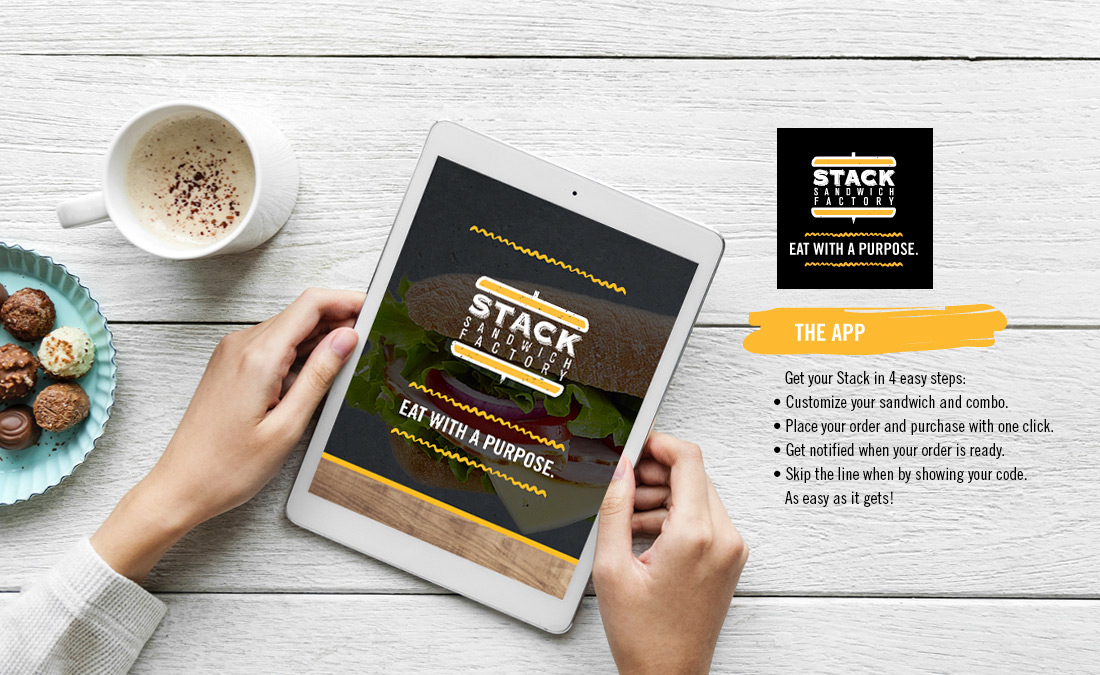 STACK
SANDWICH
FACTORY
EAT WITH A PURPOSE.
STACK
SANDWICH
FACTORY
EAT WITH A PURPOSE.
THE APP
Get your Stack in 4 easy steps:
• Customize your sandwich and combo.
• Place your order and purchase with one click.
• Get notified when your order is ready.
• Skip the line when by showing your code.
As easy as it gets!